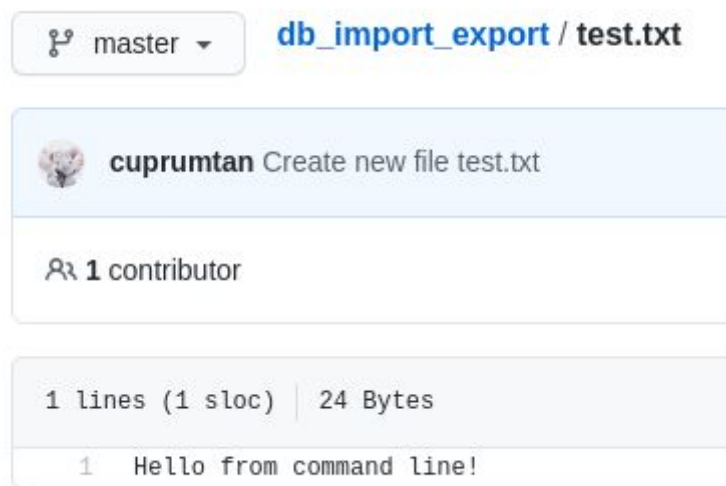 master db_import_export / test.txt
cuprumtan Create new file test.txt
1 contributor
1 lines (1 sloc) 24 Bytes
1 Hello from command line!